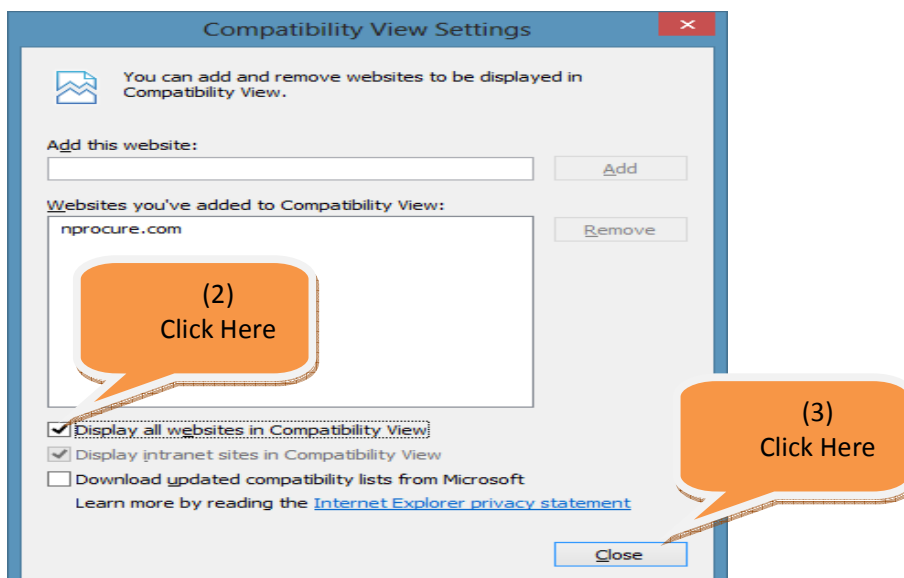 Compatibility View Settings
You can add and remove websites to be displayed in
Compatibility View.
Add this website:
Add
Websites you've added to Compatibility View:
nprocure.com
Remove
(2)
Click Here
Display all websites in Compatibility View
(3)
Click Here
Display intranet sites in Compatibility View
Download updated compatibility lists from Microsoft
Learn more by reading the Internet Explorer privacy statement
Close